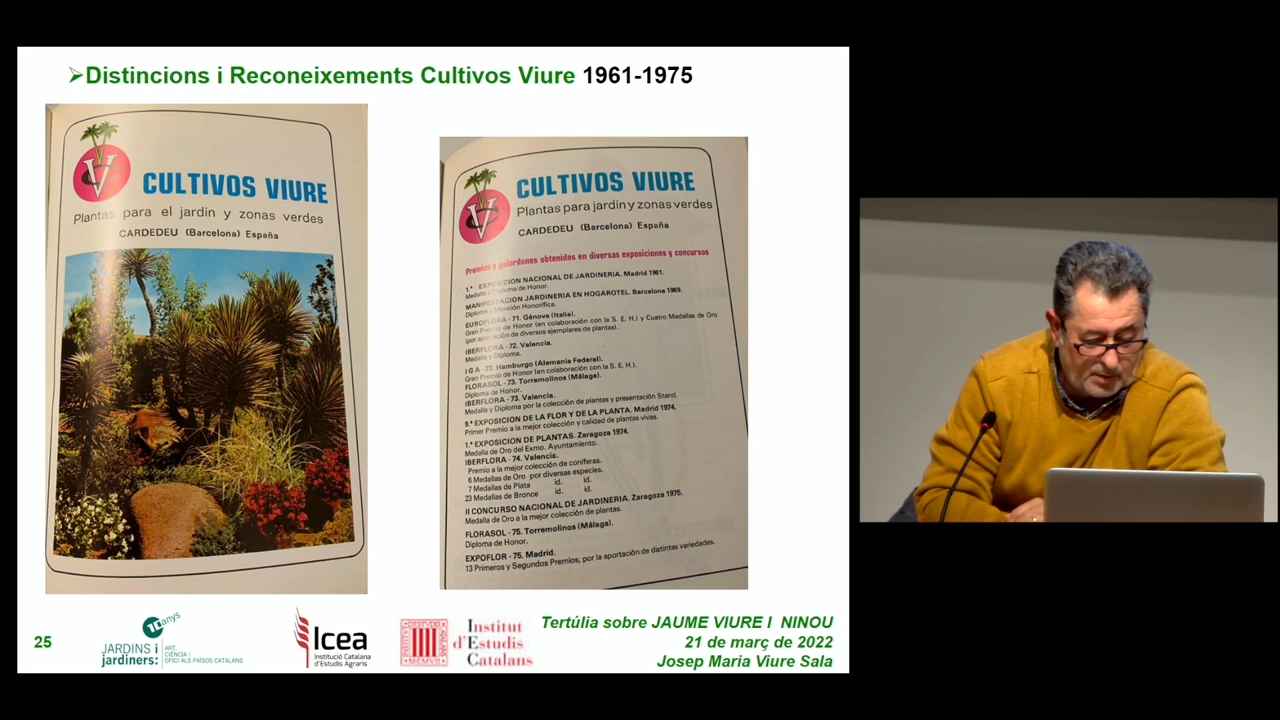 ➢Distincions i Reconeixements Cultivos Viure 1961-1975
VC
CULTIVOS VIURE
Plantas para el jardín y zonas verdes
CARDEDEU (Barcelona) España
VC
CULTIVOS VIURE
Plantas para jardín y zonas verdes
CARDEDEU (Barcelona) España
Premios y galardones obtenidos en diversas exposiciones y concursos
1.ª EXPOSICION NACIONAL DE JARDINERIA. Madrid 1961.
Medalla y Diploma de Honor.
MANIFESTACION JARDINERIA EN HOGAROTEL. Barcelona 1969.
Diploma y Mención Honorífica.
EUROFLORA - 71. Génova (Italia).
Gran Premio de Honor (en colaboración con la S. E. H.) y Cuatro Medallas de Oro
(por aportación de diversos ejemplares de plantas).
IBERFLORA - 72. Valencia.
Medalla y Diploma.
I G A - 73. Hamburgo (Alemania Federal).
Gran Premio de Honor (en colaboración con la S. E. H.).
FLORASOL - 73. Torremolinos (Málaga).
Diploma de Honor.
IBERFLORA - 73. Valencia.
Medalla y Diploma por la colección de plantas y presentación Stand.
9.ª EXPOSICION DE LA FLOR Y DE LA PLANTA. Madrid 1974.
Primer Premio a la mejor colección y calidad de plantas vivas.
1.ª EXPOSICION DE PLANTAS. Zaragoza 1974.
Medalla de Oro del Exmo. Ayuntamiento.
IBERFLORA - 74. Valencia.
Premio a la mejor colección de coníferas.
6 Medallas de Oro por diversas especies.
7 Medallas de Plata id. id.
23 Medallas de Bronce id. id.
II CONCURSO NACIONAL DE JARDINERIA. Zaragoza 1975.
Medalla de Oro a la mejor colección de plantas.
FLORASOL - 75. Torremolinos (Málaga).
Diploma de Honor.
EXPOFLOR - 75. Madrid.
13 Primeros y Segundos Premios, por la aportación de distintas variedades.
25
10 anys
JARDINS i
jardiners:
ART,
CIÈNCIA I
OFICI ALS PAÏSOS CATALANS
Icea
Institució Catalana
d'Estudis Agraris
Institut
d'Estudis
Catalans
Tertúlia sobre JAUME VIURE I NINOU
21 de març de 2022
Josep Maria Viure Sala